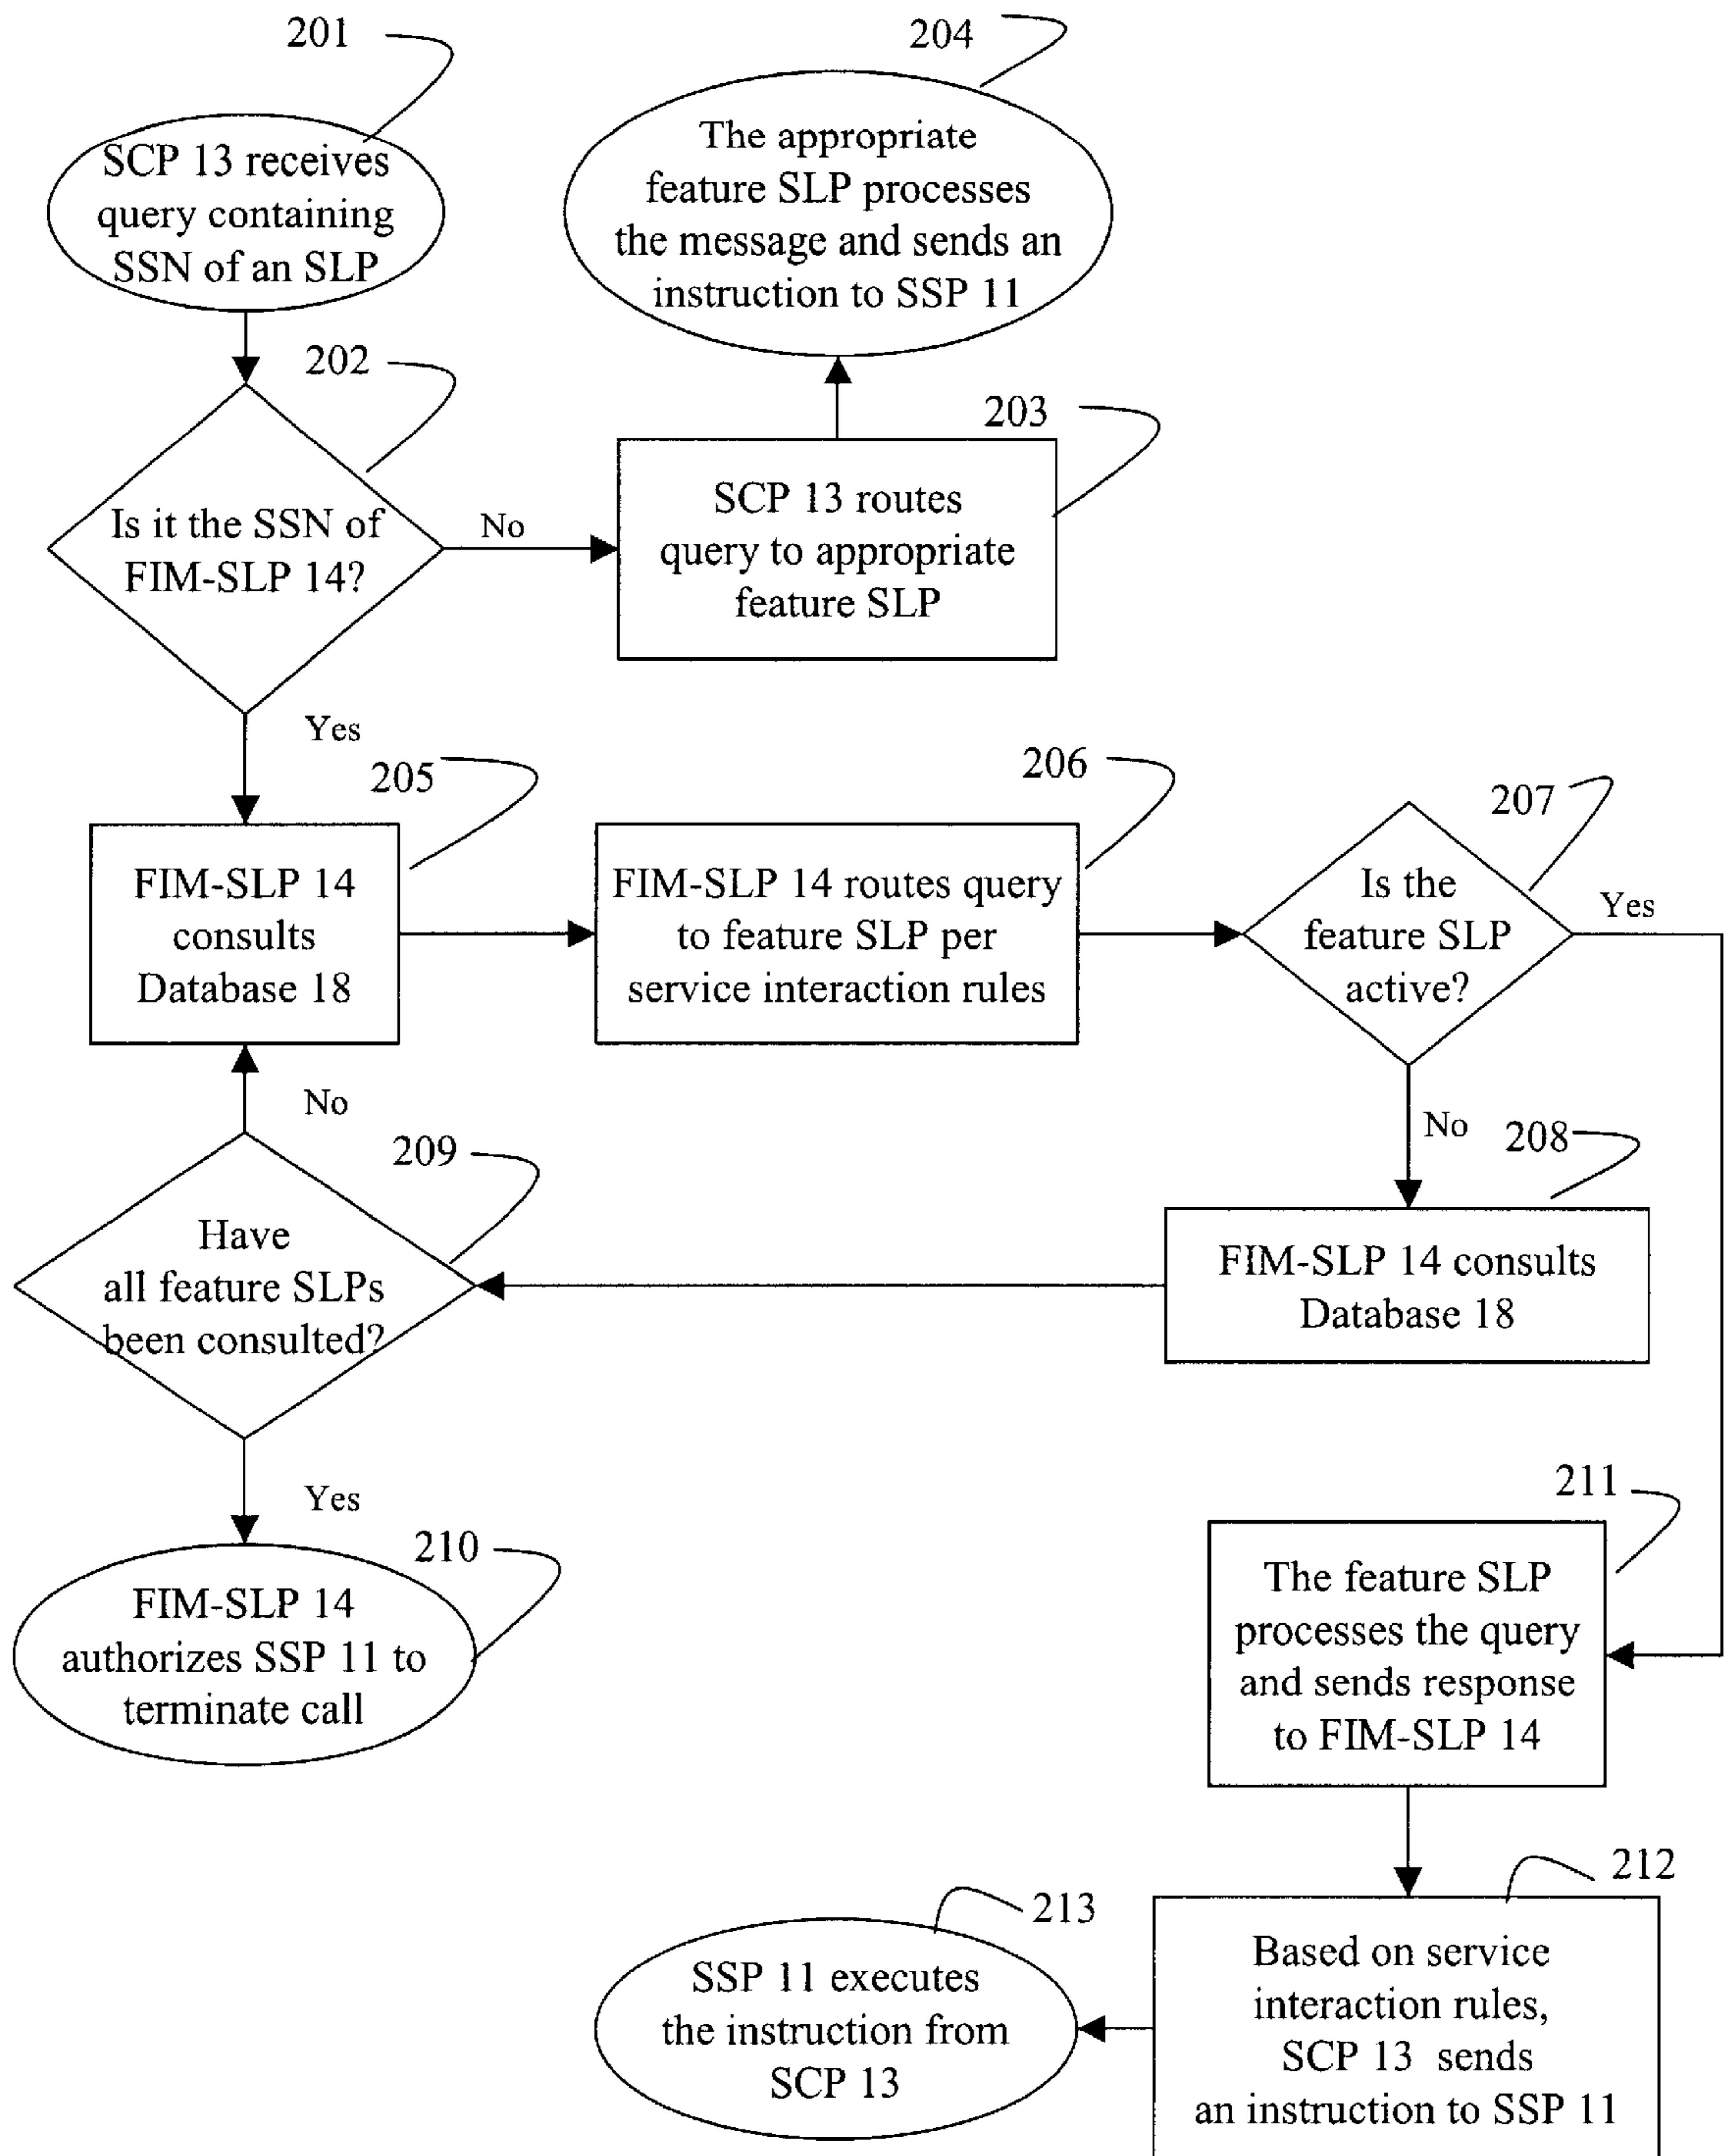 201
SCP 13 receives
query containing
SSN of an SLP
204
The appropriate
feature SLP processes
the message and sends an
instruction to SSP 11
202
Is it the SSN of
FIM-SLP 14?
No
203
SCP 13 routes
query to appropriate
feature SLP
Yes
205
FIM-SLP 14
consults
Database 18
206
FIM-SLP 14 routes query
to feature SLP per
service interaction rules
207
Is the
feature SLP
active?
Yes
No
208
FIM-SLP 14 consults
Database 18
No
209
Have
all feature SLPs
been consulted?
Yes
210
FIM-SLP 14
authorizes SSP 11 to
terminate call
211
The feature SLP
processes the query
and sends response
to FIM-SLP 14
212
Based on service
interaction rules,
SCP 13 sends
an instruction to SSP 11
213
SSP 11 executes
the instruction from
SCP 13